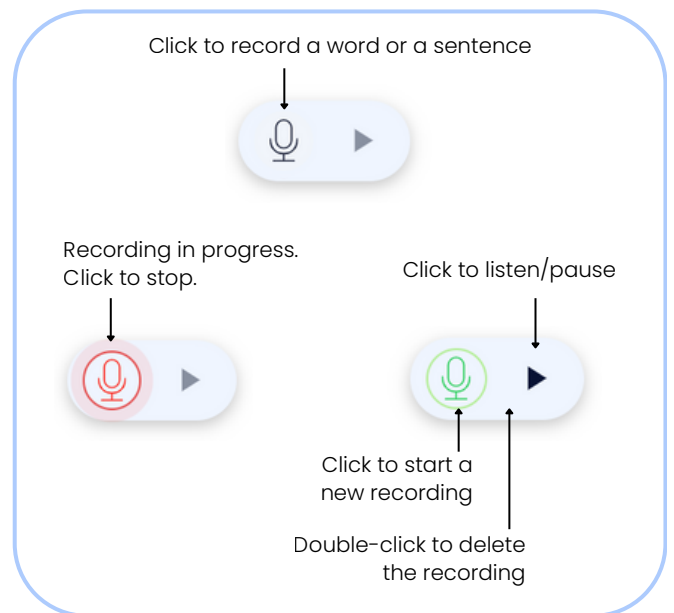 Click to record a word or a sentence
Recording in progress.
Click to stop.
Click to listen/pause
Click to start a
new recording
Double-click to delete
the recording